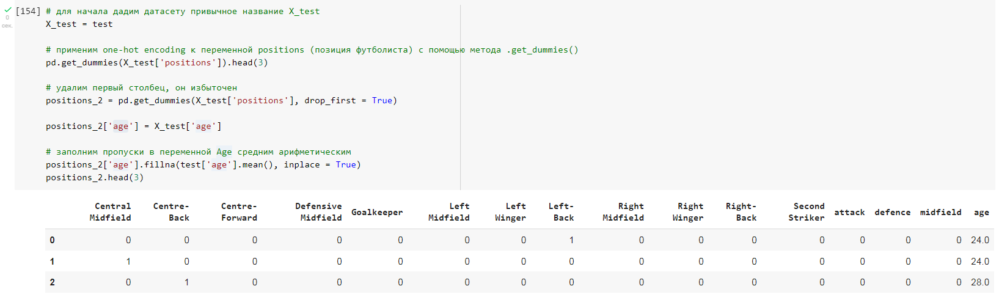 [154] # для начала дадим датасету привычное название X_test
0
сек.
X_test = test
# применим one-hot encoding к переменной positions (позиция футболиста) с помощью метода .get_dummies()
pd.get_dummies(X_test['positions']).head(3)
# удалим первый столбец, он избыточен
positions_2 = pd.get_dummies(X_test['positions'], drop_first = True)
positions_2['age'] = X_test['age']
# заполним пропуски в переменной Age средним арифметическим
positions_2['age'].fillna(test['age'].mean(), inplace = True)
positions_2.head(3)
Central Midfield Centre-Back Centre-Forward Defensive Midfield Goalkeeper Left Midfield Left Winger Left-Back Right Midfield Right Winger Right-Back Second Striker attack defence midfield age
0 0 0 0 0 0 0 0 1 0 0 0 0 0 0 0 24.0
1 1 0 0 0 0 0 0 0 0 0 0 0 0 0 0 24.0
2 0 1 0 0 0 0 0 0 0 0 0 0 0 0 0 28.0